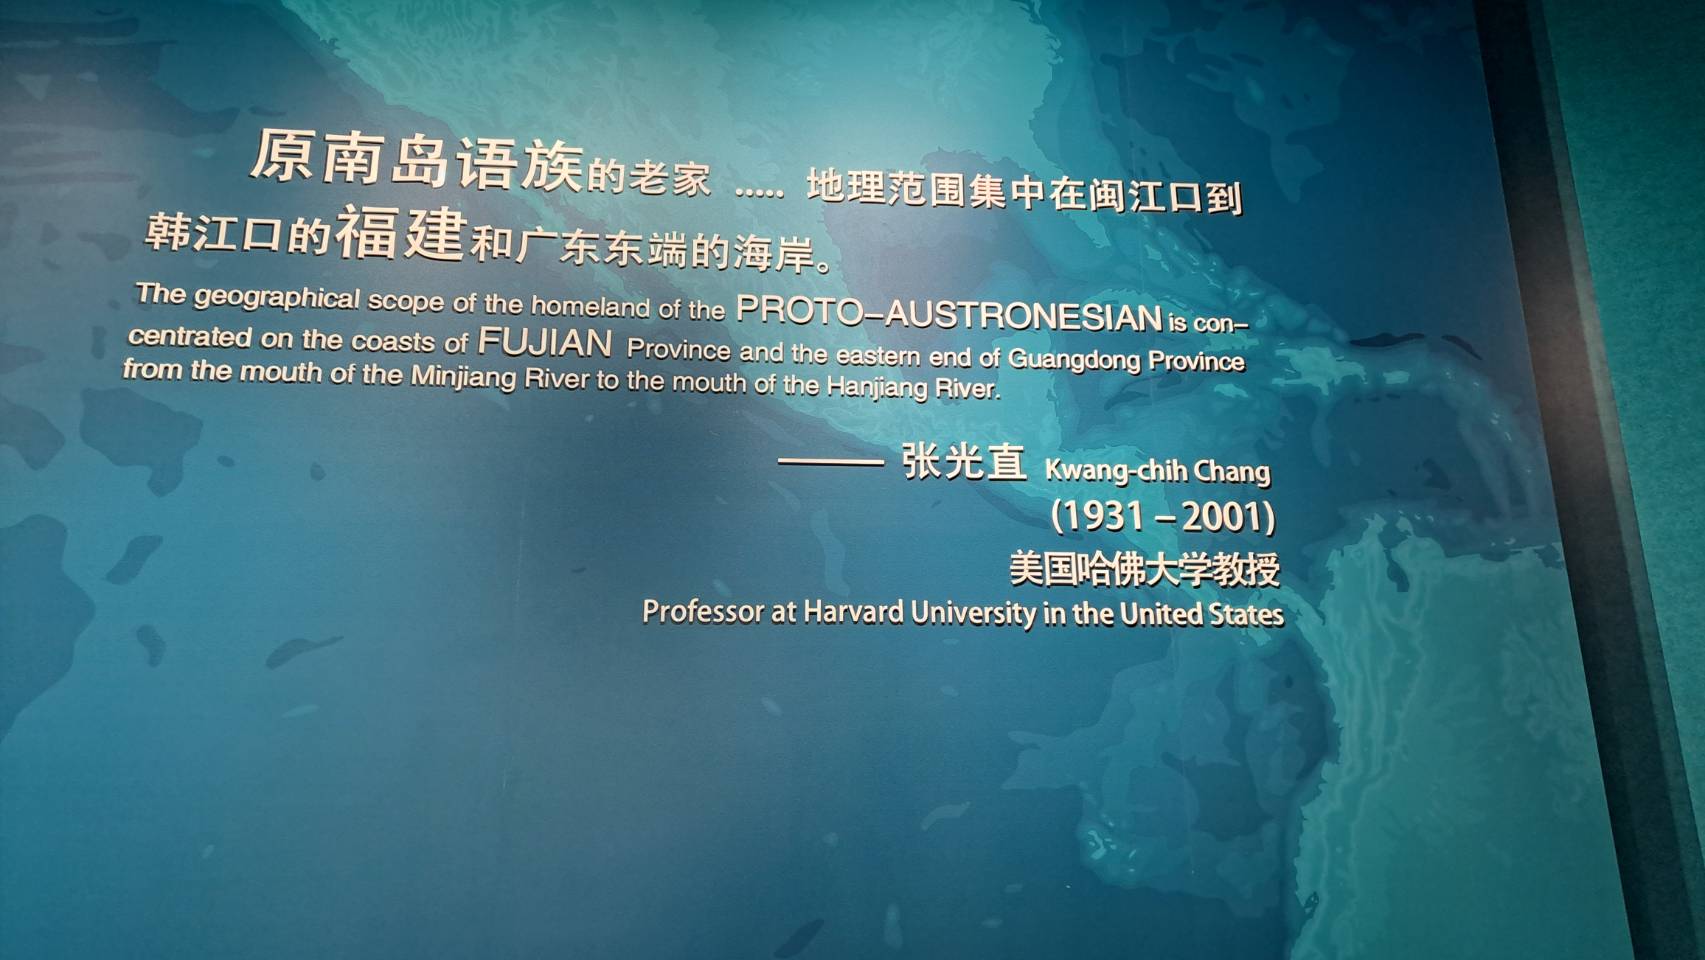 原南岛语族的老家 ..... 地理范围集中在闽江口到
韩江口的福建和广东东端的海岸。
The geographical scope of the homeland of the PROTO–AUSTRONESIAN is con–
centrated on the coasts of FUJIAN Province and the eastern end of Guangdong Province
from the mouth of the Minjiang River to the mouth of the Hanjiang River.
—— 张光直 Kwang-chih Chang
(1931 – 2001)
美国哈佛大学教授
Professor at Harvard University in the United States